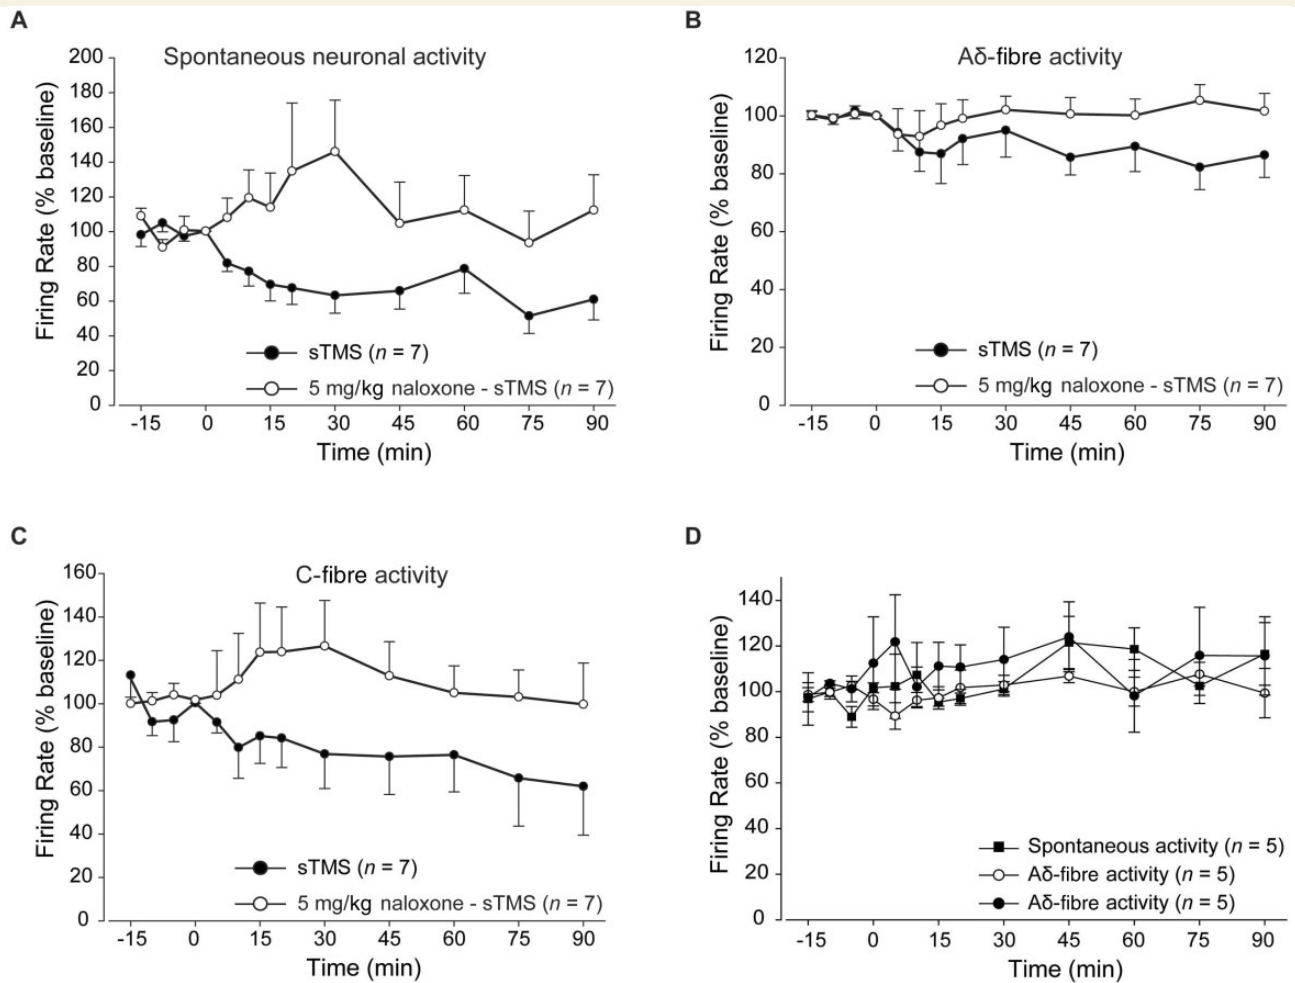 A
Spontaneous neuronal activity
Firing Rate (% baseline)
200
180
160
140
120
100
80
60
40
20
0
sTMS (n = 7)
5 mg/kg naloxone - sTMS (n = 7)
-15 0 15 30 45 60 75 90
Time (min)
B
Aδ-fibre activity
Firing Rate (% baseline)
120
100
80
60
40
20
0
sTMS (n = 7)
5 mg/kg naloxone - sTMS (n = 7)
-15 0 15 30 45 60 75 90
Time (min)
C
C-fibre activity
Firing Rate (% baseline)
160
140
120
100
80
60
40
20
0
sTMS (n = 7)
5 mg/kg naloxone - sTMS (n = 7)
-15 0 15 30 45 60 75 90
Time (min)
D
Firing Rate (% baseline)
140
120
100
80
60
40
20
0
Spontaneous activity (n = 5)
Aδ-fibre activity (n = 5)
Aδ-fibre activity (n = 5)
-15 0 15 30 45 60 75 90
Time (min)